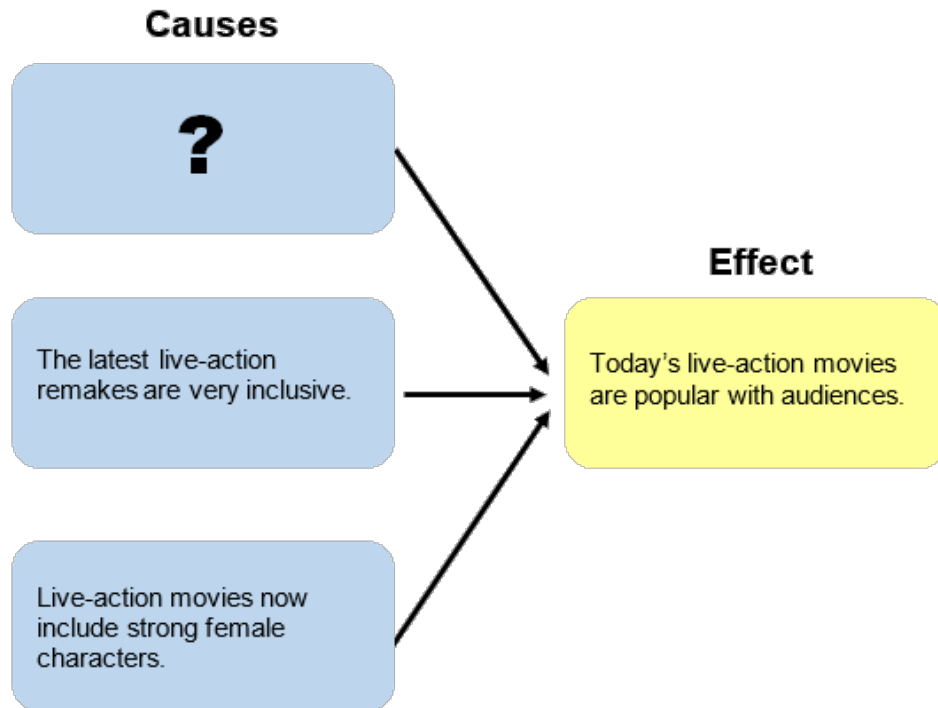 Causes
?
The latest live-action
remakes are very inclusive.
Live-action movies now
include strong female
characters.
Effect
Today's live-action movies
are popular with audiences.